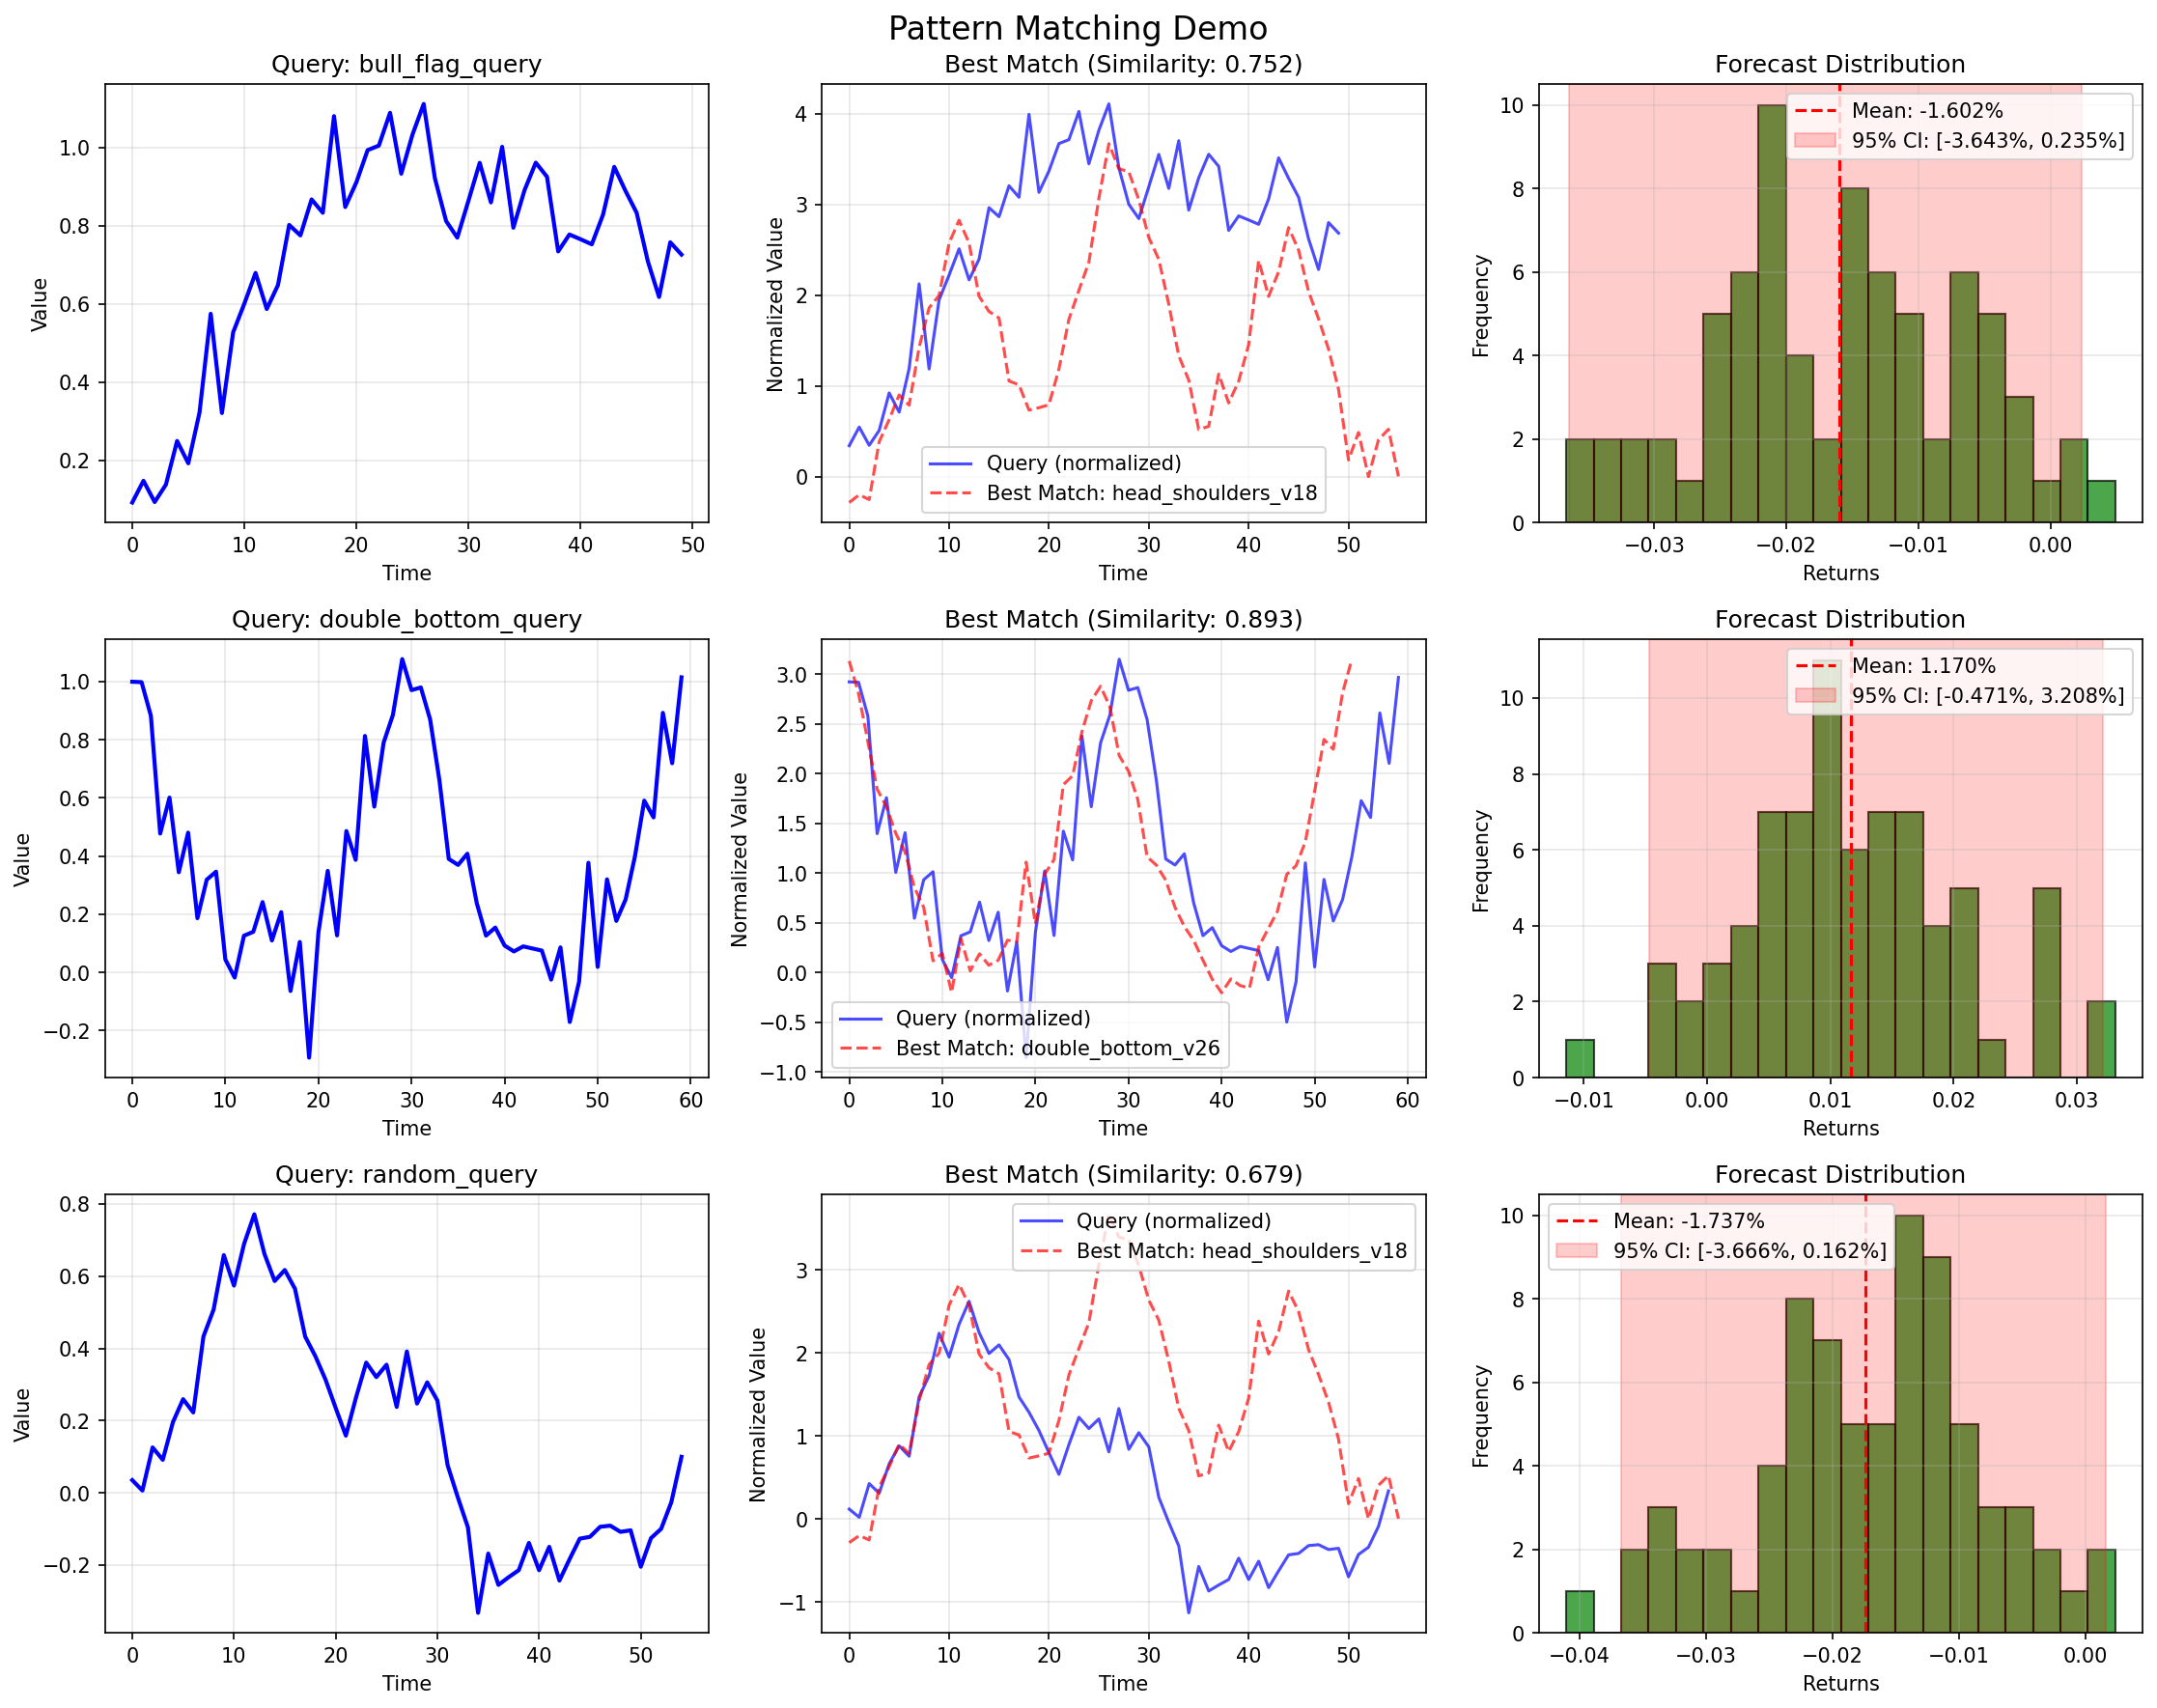 Pattern Matching Demo
Query: bull_flag_query
Value
1.0
0.8
0.6
0.4
0.2
0 10 20 30 40 50
Time
Best Match (Similarity: 0.752)
Normalized Value
4
3
2
1
0
Query (normalized)
Best Match: head_shoulders_v18
0 10 20 30 40 50
Time
Forecast Distribution
Frequency
10
8
6
4
2
0
Mean: -1.602%
95% CI: [-3.643%, 0.235%]
−0.03 −0.02 −0.01 0.00
Returns
Query: double_bottom_query
Value
1.0
0.8
0.6
0.4
0.2
0.0
−0.2
0 10 20 30 40 50 60
Time
Best Match (Similarity: 0.893)
Normalized Value
3.0
2.5
2.0
1.5
1.0
0.5
0.0
−0.5
−1.0
Query (normalized)
Best Match: double_bottom_v26
0 10 20 30 40 50 60
Time
Forecast Distribution
Frequency
10
8
6
4
2
0
Mean: 1.170%
95% CI: [-0.471%, 3.208%]
−0.01 0.00 0.01 0.02 0.03
Returns
Query: random_query
Value
0.8
0.6
0.4
0.2
0.0
−0.2
0 10 20 30 40 50
Time
Best Match (Similarity: 0.679)
Normalized Value
3
2
1
0
−1
Query (normalized)
Best Match: head_shoulders_v18
0 10 20 30 40 50
Time
Forecast Distribution
Frequency
10
8
6
4
2
0
Mean: -1.737%
95% CI: [-3.666%, 0.162%]
−0.04 −0.03 −0.02 −0.01 0.00
Returns